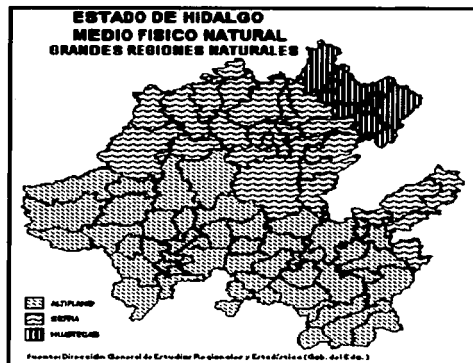 ESTADO DE HIDALGO
MEDIO FISICO NATURAL
GRANDES REGIONES NATURALES
ALTIPLANO
SIERRA
HUASTECAS
Fuente: Dirección General de Estudios Regionales y Estadística (Gob. del Edo.)